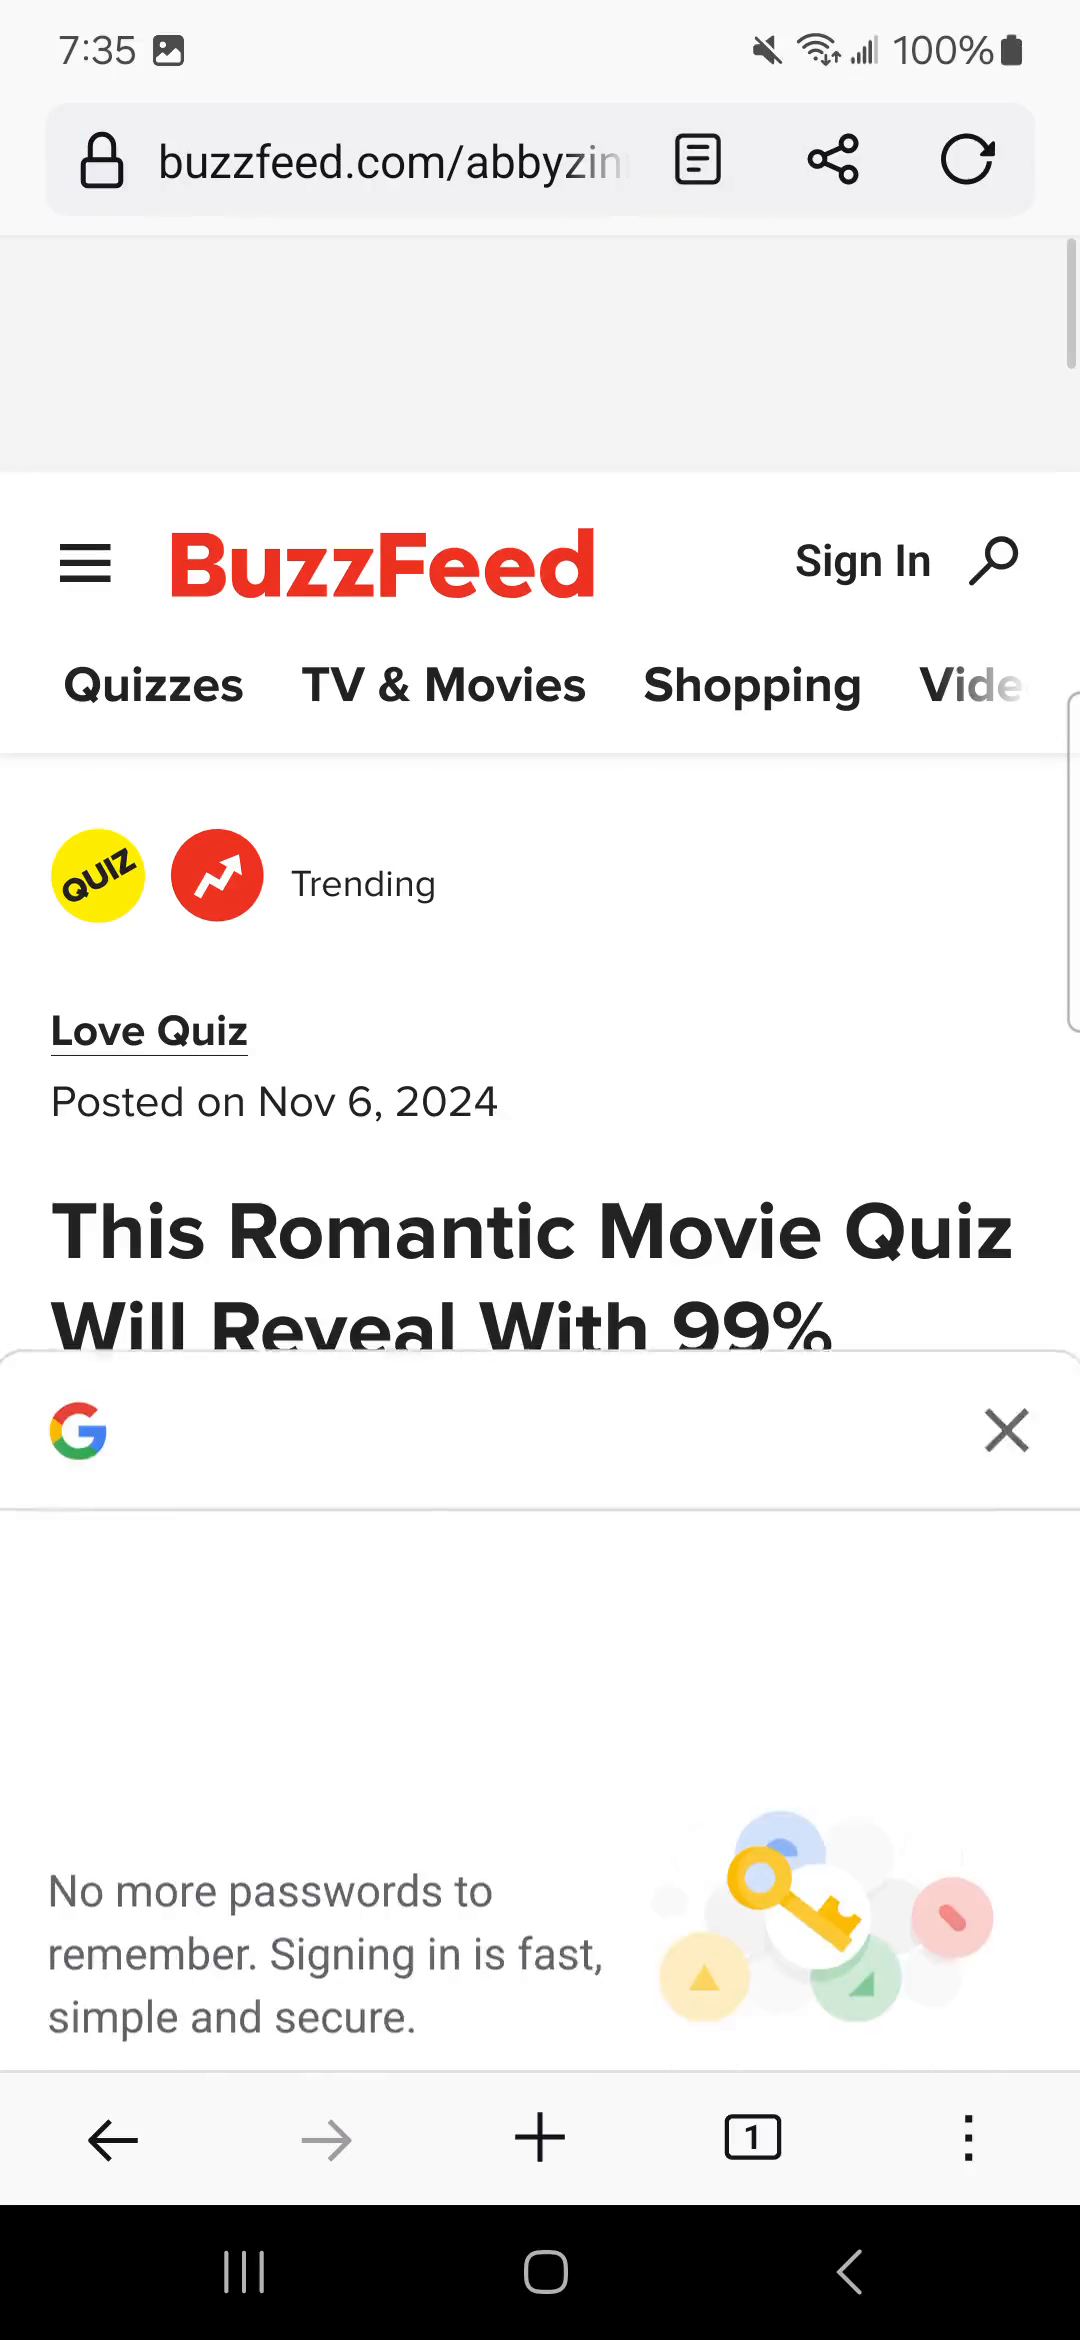 7:35 100%
buzzfeed.com/abbyzin
BuzzFeed Sign In
Quizzes TV & Movies Shopping Vide
QUIZ Trending
Love Quiz
Posted on Nov 6, 2024
This Romantic Movie Quiz
Will Reveal With 99%
No more passwords to
remember. Signing in is fast,
simple and secure.
1